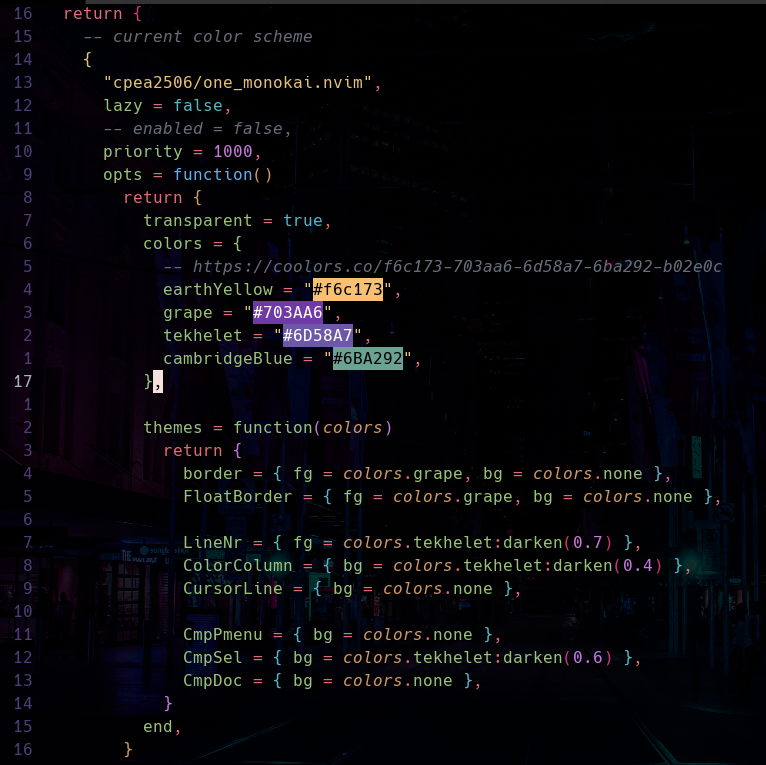 16 return {
15 -- current color scheme
14 {
13 "cpea2506/one_monokai.nvim",
12 lazy = false,
11 -- enabled = false,
10 priority = 1000,
9 opts = function()
8 return {
7 transparent = true,
6 colors = {
5 -- https://coolors.co/f6c173-703aa6-6d58a7-6ba292-b02e0c
4 earthYellow = "#f6c173",
3 grape = "#703AA6",
2 tekhelet = "#6D58A7",
1 cambridgeBlue = "#6BA292",
17 },
1
2 themes = function(colors)
3 return {
4 border = { fg = colors.grape, bg = colors.none },
5 FloatBorder = { fg = colors.grape, bg = colors.none },
6
7 LineNr = { fg = colors.tekhelet:darken(0.7) },
8 ColorColumn = { bg = colors.tekhelet:darken(0.4) },
9 CursorLine = { bg = colors.none },
10
11 CmpPmenu = { bg = colors.none },
12 CmpSel = { bg = colors.tekhelet:darken(0.6) },
13 CmpDoc = { bg = colors.none },
14 }
15 end,
16 }